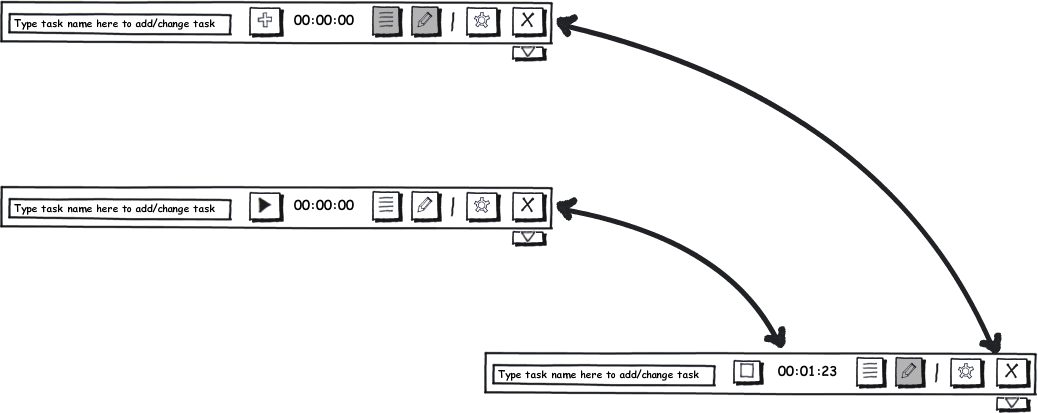 Type task name here to add/change task 00:00:00 | X
Type task name here to add/change task 00:00:00 | X
Type task name here to add/change task 00:01:23 | X